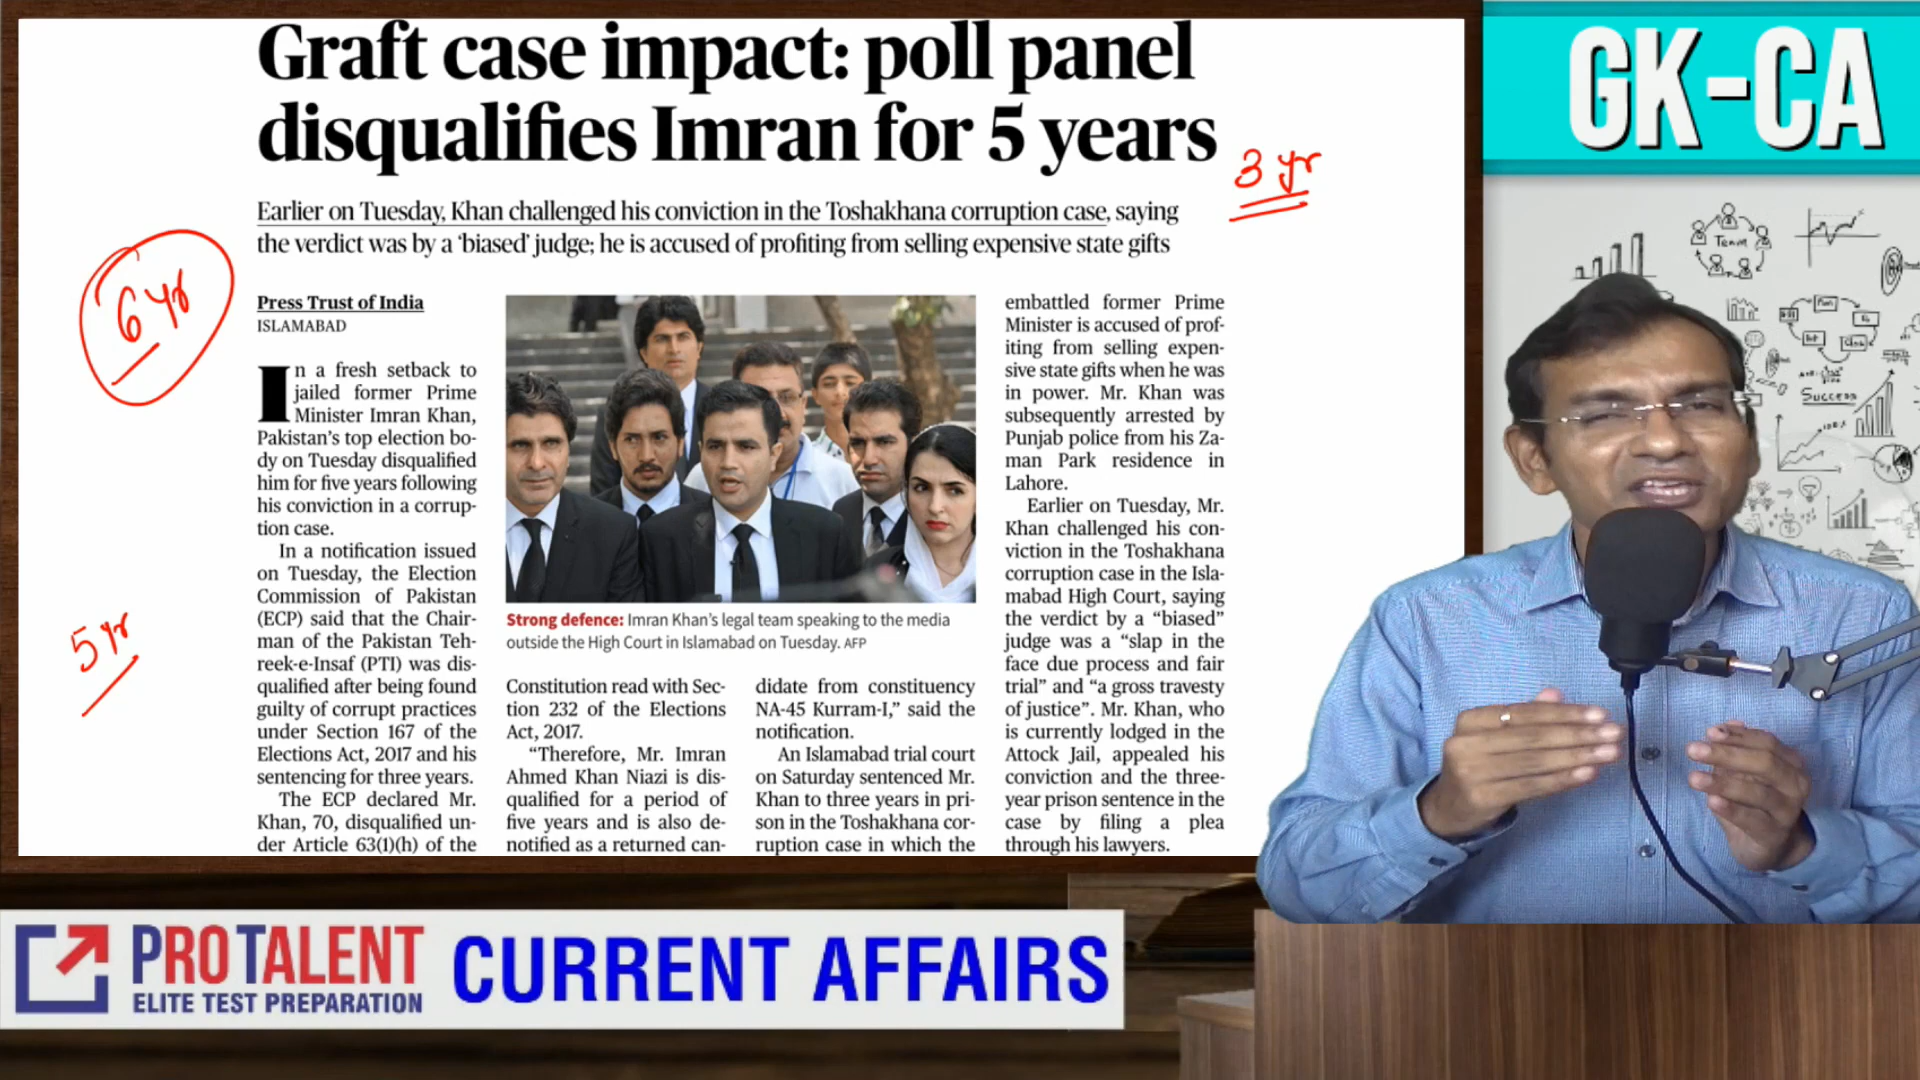 Graft case impact: poll panel
disqualifies Imran for 5 years
3 yr
Earlier on Tuesday, Khan challenged his conviction in the Toshakhana corruption case, saying
the verdict was by a ‘biased’ judge; he is accused of profiting from selling expensive state gifts
6 yr
5 yr
Press Trust of India
ISLAMABAD
In a fresh setback to
jailed former Prime
Minister Imran Khan,
Pakistan’s top election bo-
dy on Tuesday disqualified
him for five years following
his conviction in a corrup-
tion case.
In a notification issued
on Tuesday, the Election
Commission of Pakistan
(ECP) said that the Chair-
man of the Pakistan Teh-
reek-e-Insaf (PTI) was dis-
qualified after being found
guilty of corrupt practices
under Section 167 of the
Elections Act, 2017 and his
sentencing for three years.
The ECP declared Mr.
Khan, 70, disqualified un-
der Article 63(1)(h) of the
Strong defence: Imran Khan’s legal team speaking to the media
outside the High Court in Islamabad on Tuesday. AFP
Constitution read with Sec-
tion 232 of the Elections
Act, 2017.
“Therefore, Mr. Imran
Ahmed Khan Niazi is dis-
qualified for a period of
five years and is also de-
notified as a returned can-
didate from constituency
NA-45 Kurram-I,” said the
notification.
An Islamabad trial court
on Saturday sentenced Mr.
Khan to three years in pri-
son in the Toshakhana cor-
ruption case in which the
embattled former Prime
Minister is accused of prof-
iting from selling expen-
sive state gifts when he was
in power. Mr. Khan was
subsequently arrested by
Punjab police from his Za-
man Park residence in
Lahore.
Earlier on Tuesday, Mr.
Khan challenged his con-
viction in the Toshakhana
corruption case in the Isla-
mabad High Court, saying
the verdict by a “biased”
judge was a “slap in the
face due process and fair
trial” and “a gross travesty
of justice”. Mr. Khan, who
is currently lodged in the
Attock Jail, appealed his
conviction and the three-
year prison sentence in the
case by filing a plea
through his lawyers.
GK-CA
Team
Success
PROTALENT
ELITE TEST PREPARATION
CURRENT AFFAIRS